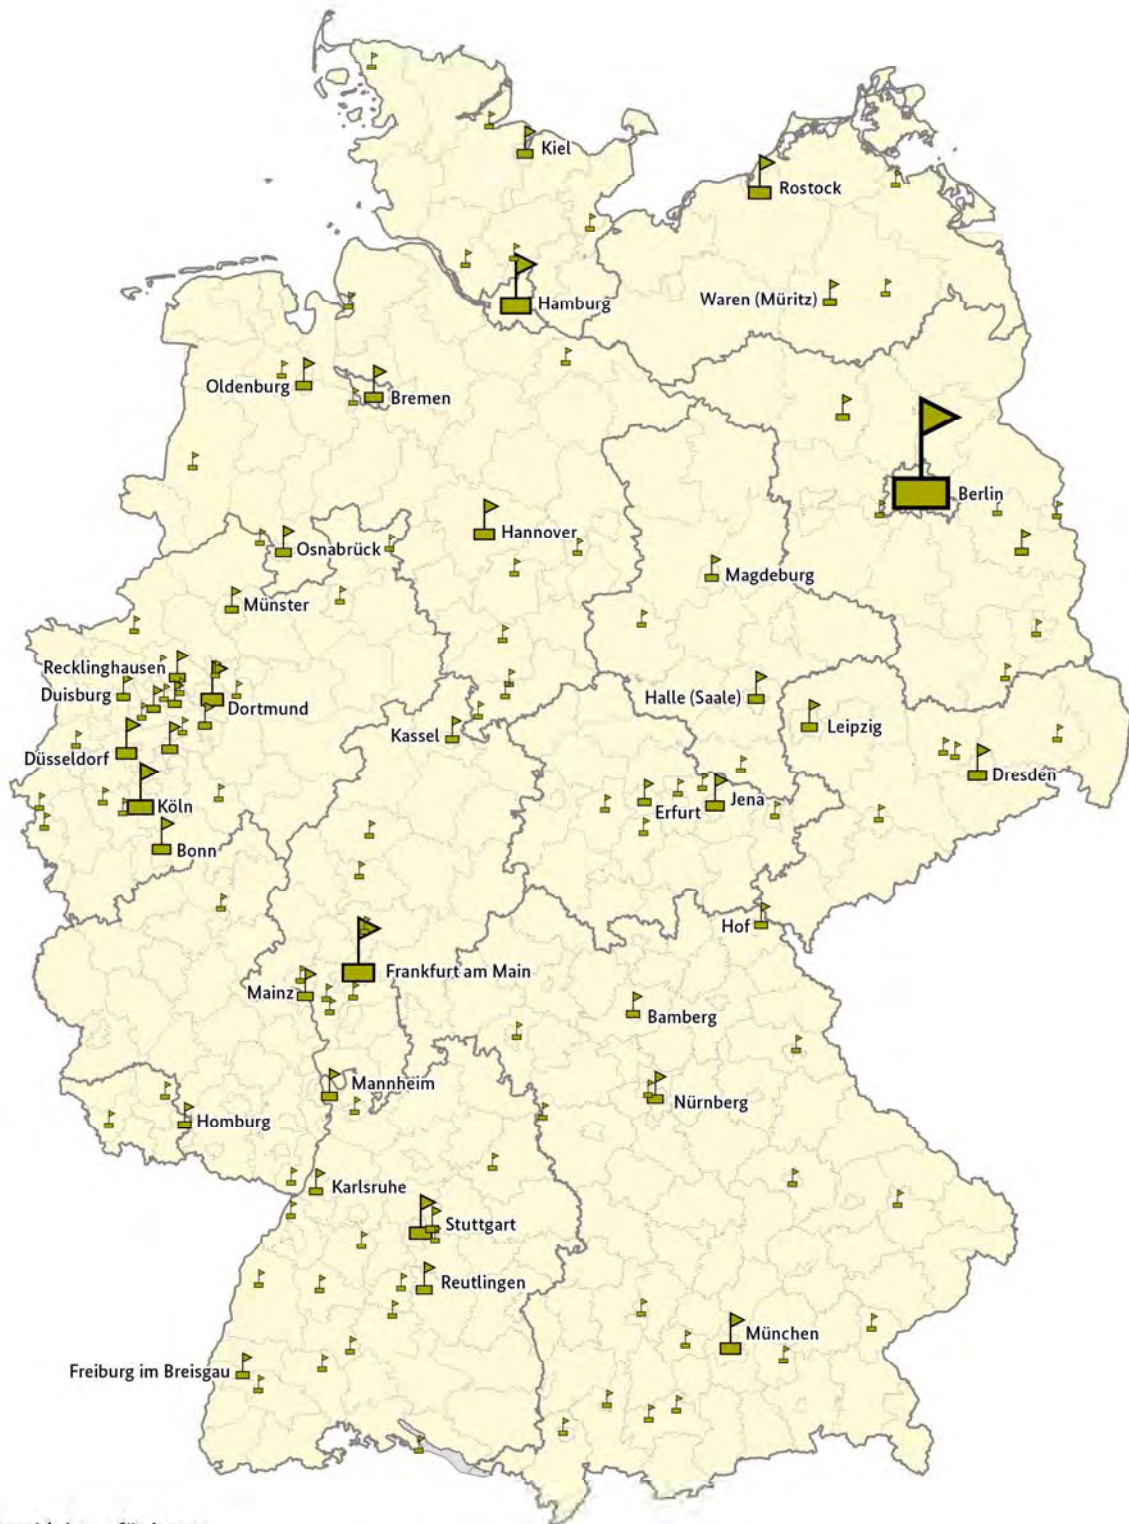 Kiel
Rostock
Waren (Müritz)
Hamburg
Oldenburg
Bremen
Berlin
Hannover
Osnabrück
Magdeburg
Münster
Recklinghausen
Duisburg
Halle (Saale)
Dortmund
Leipzig
Kassel
Düsseldorf
Dresden
Köln
Erfurt
Jena
Bonn
Hof
Frankfurt am Main
Mainz
Bamberg
Mannheim
Nürnberg
Homburg
Karlsruhe
Stuttgart
Reutlingen
München
Freiburg im Breisgau